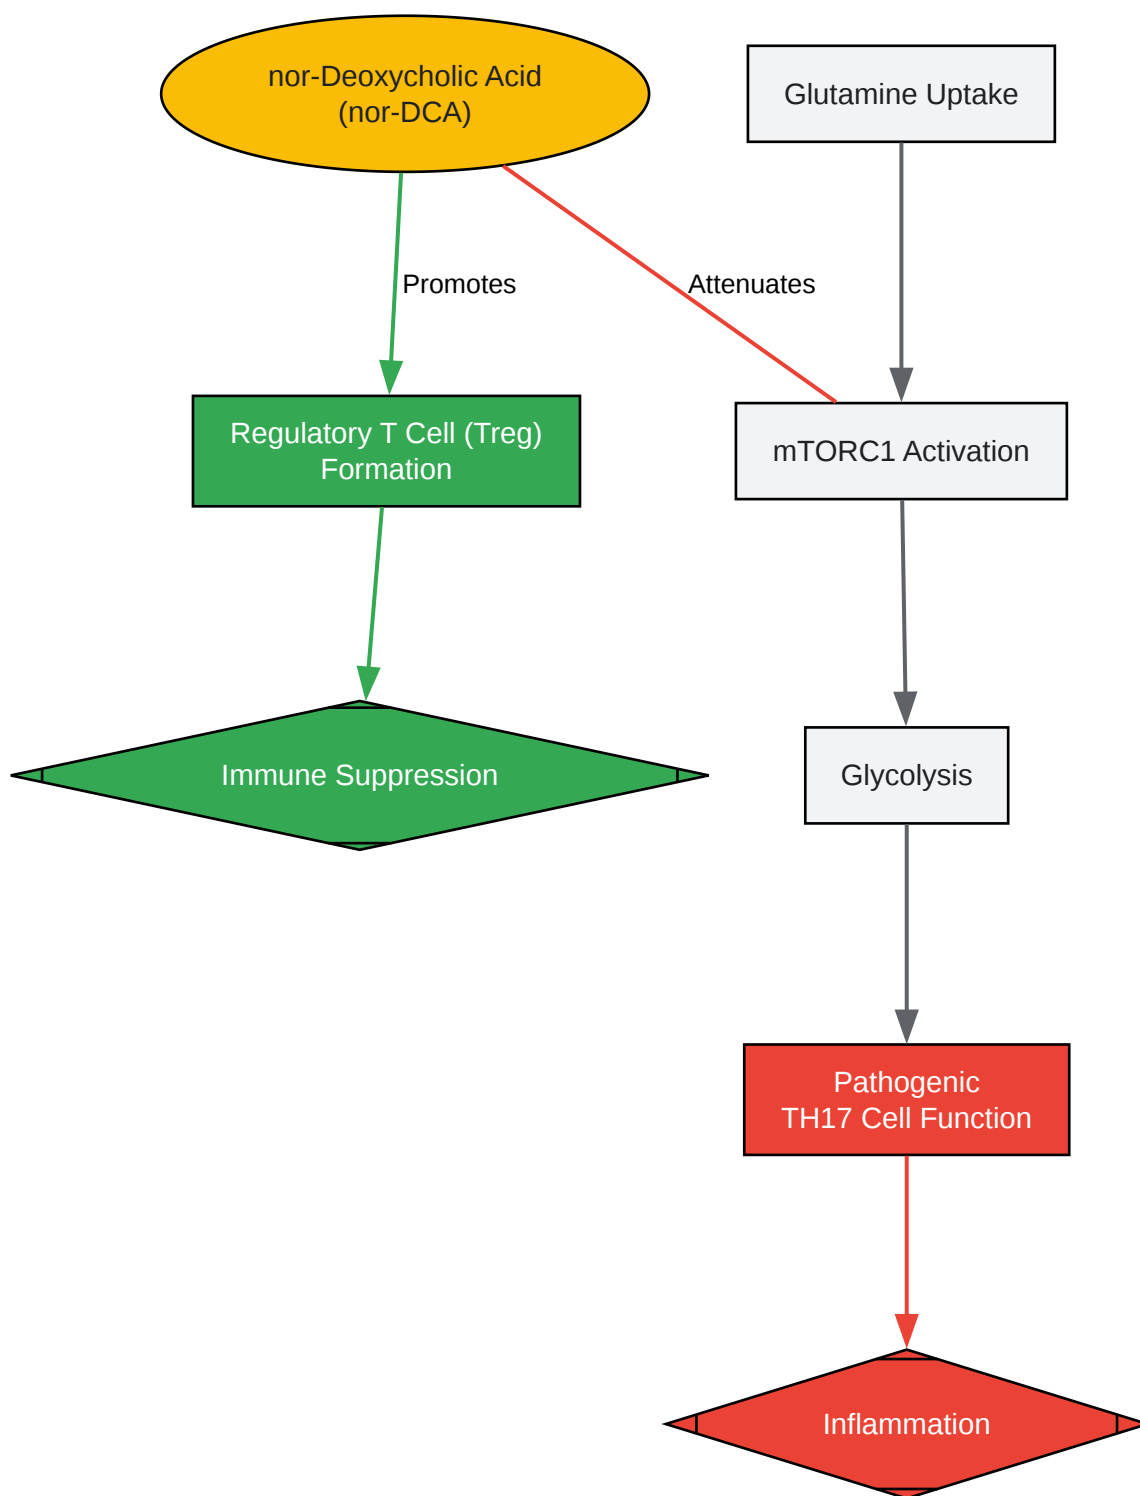 nor-Deoxycholic Acid
(nor-DCA)
Glutamine Uptake
Promotes
Attenuates
Regulatory T Cell (Treg)
Formation
mTORC1 Activation
Immune Suppression
Glycolysis
Pathogenic
TH17 Cell Function
Inflammation